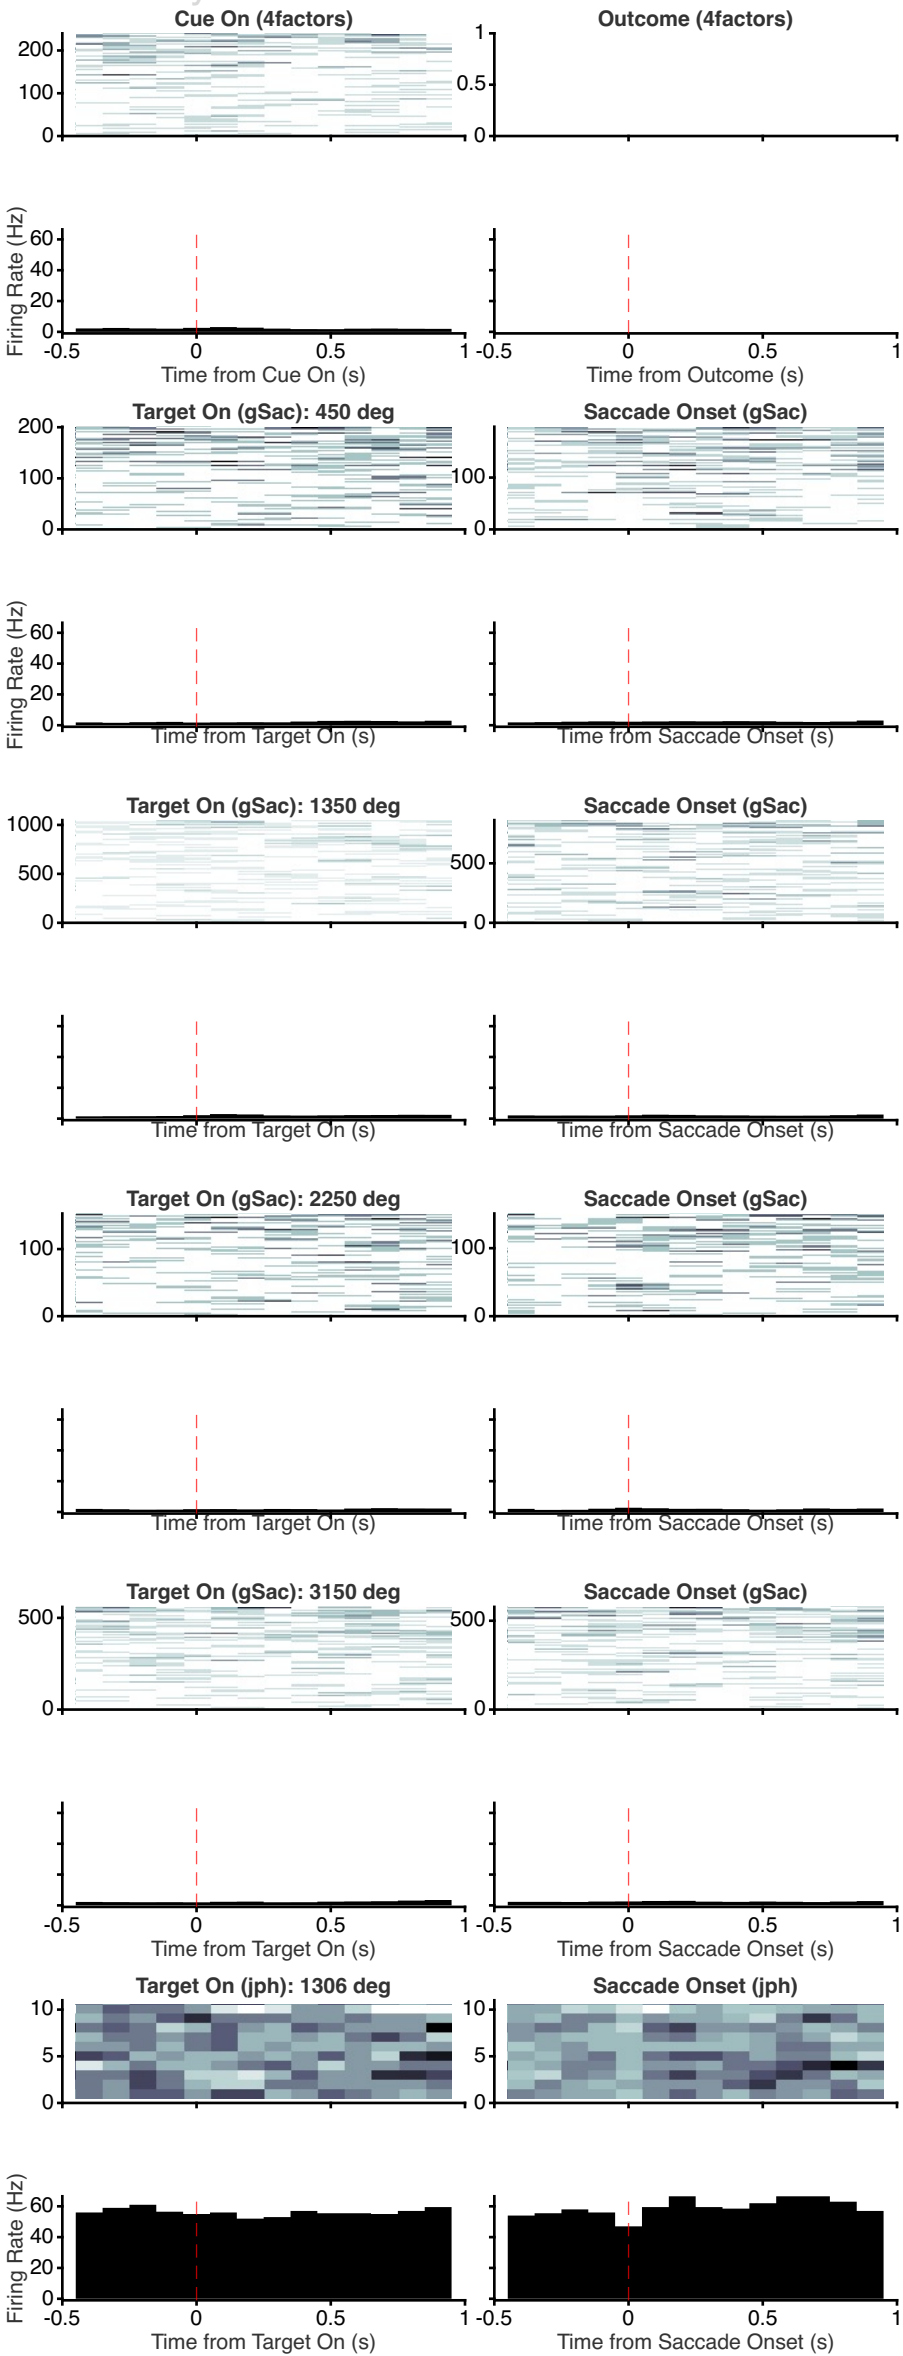 Cue On (4factors) Outcome (4factors)
200
100
0
1
0.5
0
Firing Rate (Hz)
60
40
20
0
-0.5 0 0.5 1 -0.5 0 0.5 1
Time from Cue On (s) Time from Outcome (s)
Target On (gSac): 450 deg Saccade Onset (gSac)
200
100
0
100
0
Firing Rate (Hz)
60
40
20
0
Time from Target On (s) Time from Saccade Onset (s)
Target On (gSac): 1350 deg Saccade Onset (gSac)
1000
500
0
500
0
Time from Target On (s) Time from Saccade Onset (s)
Target On (gSac): 2250 deg Saccade Onset (gSac)
100
0
100
0
Time from Target On (s) Time from Saccade Onset (s)
Target On (gSac): 3150 deg Saccade Onset (gSac)
500
0
500
0
-0.5 0 0.5 1 -0.5 0 0.5 1
Time from Target On (s) Time from Saccade Onset (s)
Target On (jph): 1306 deg Saccade Onset (jph)
10
5
0
10
5
0
Firing Rate (Hz)
60
40
20
0
-0.5 0 0.5 1 -0.5 0 0.5 1
Time from Target On (s) Time from Saccade Onset (s)